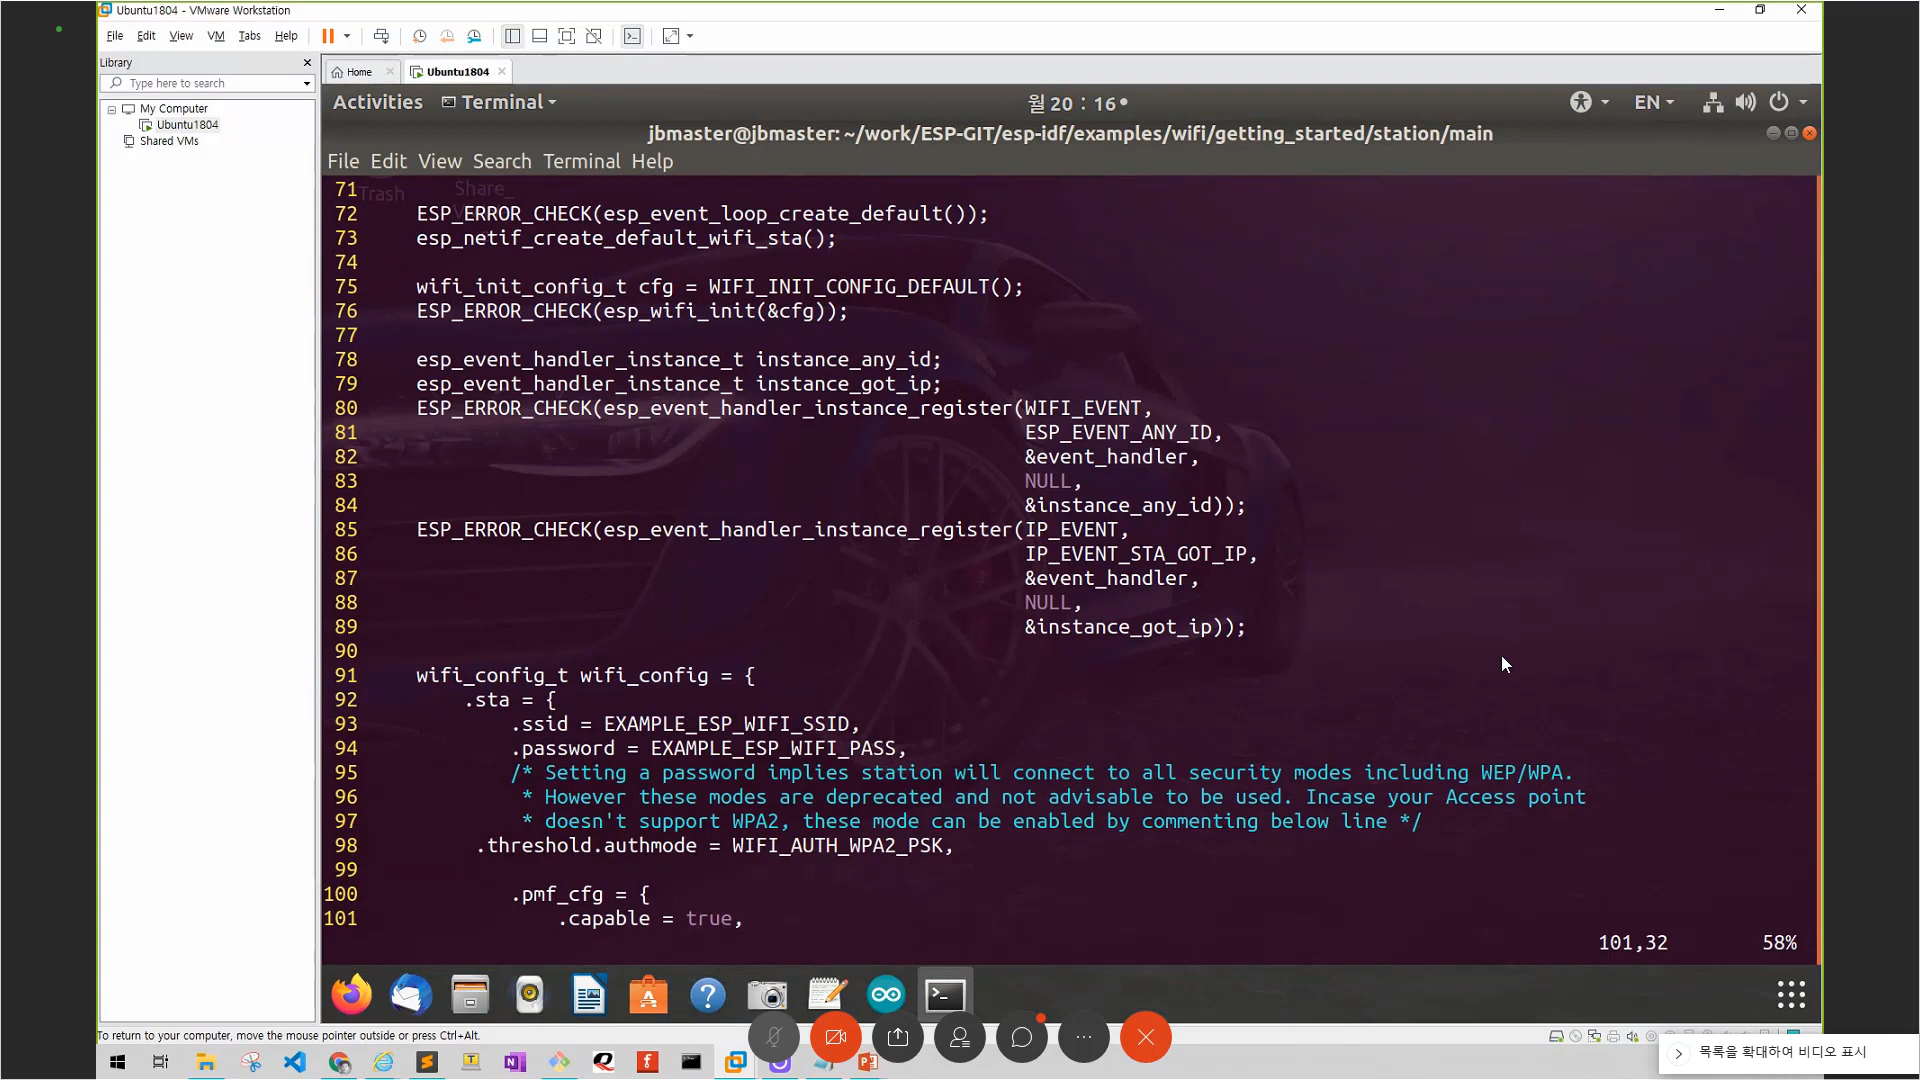 Ubuntu1804 - VMware Workstation
File Edit View VM Tabs Help
Library
Type here to search
My Computer
Ubuntu1804
Shared VMs
Home
Ubuntu1804
Activities Terminal 월 20 : 16 EN
jbmaster@jbmaster: ~/work/ESP-GIT/esp-idf/examples/wifi/getting_started/station/main
File Edit View Search Terminal Help
Trash Share_
71
72 ESP_ERROR_CHECK(esp_event_loop_create_default());
73 esp_netif_create_default_wifi_sta();
74
75 wifi_init_config_t cfg = WIFI_INIT_CONFIG_DEFAULT();
76 ESP_ERROR_CHECK(esp_wifi_init(&cfg));
77
78 esp_event_handler_instance_t instance_any_id;
79 esp_event_handler_instance_t instance_got_ip;
80 ESP_ERROR_CHECK(esp_event_handler_instance_register(WIFI_EVENT,
81 ESP_EVENT_ANY_ID,
82 &event_handler,
83 NULL,
84 &instance_any_id));
85 ESP_ERROR_CHECK(esp_event_handler_instance_register(IP_EVENT,
86 IP_EVENT_STA_GOT_IP,
87 &event_handler,
88 NULL,
89 &instance_got_ip));
90
91 wifi_config_t wifi_config = {
92 .sta = {
93 .ssid = EXAMPLE_ESP_WIFI_SSID,
94 .password = EXAMPLE_ESP_WIFI_PASS,
95 /* Setting a password implies station will connect to all security modes including WEP/WPA.
96 * However these modes are deprecated and not advisable to be used. Incase your Access point
97 * doesn't support WPA2, these mode can be enabled by commenting below line */
98 .threshold.authmode = WIFI_AUTH_WPA2_PSK,
99
100 .pmf_cfg = {
101 .capable = true,
101,32 58%
To return to your computer, move the mouse pointer outside or press Ctrl+Alt.
목록을 확대하여 비디오 표시